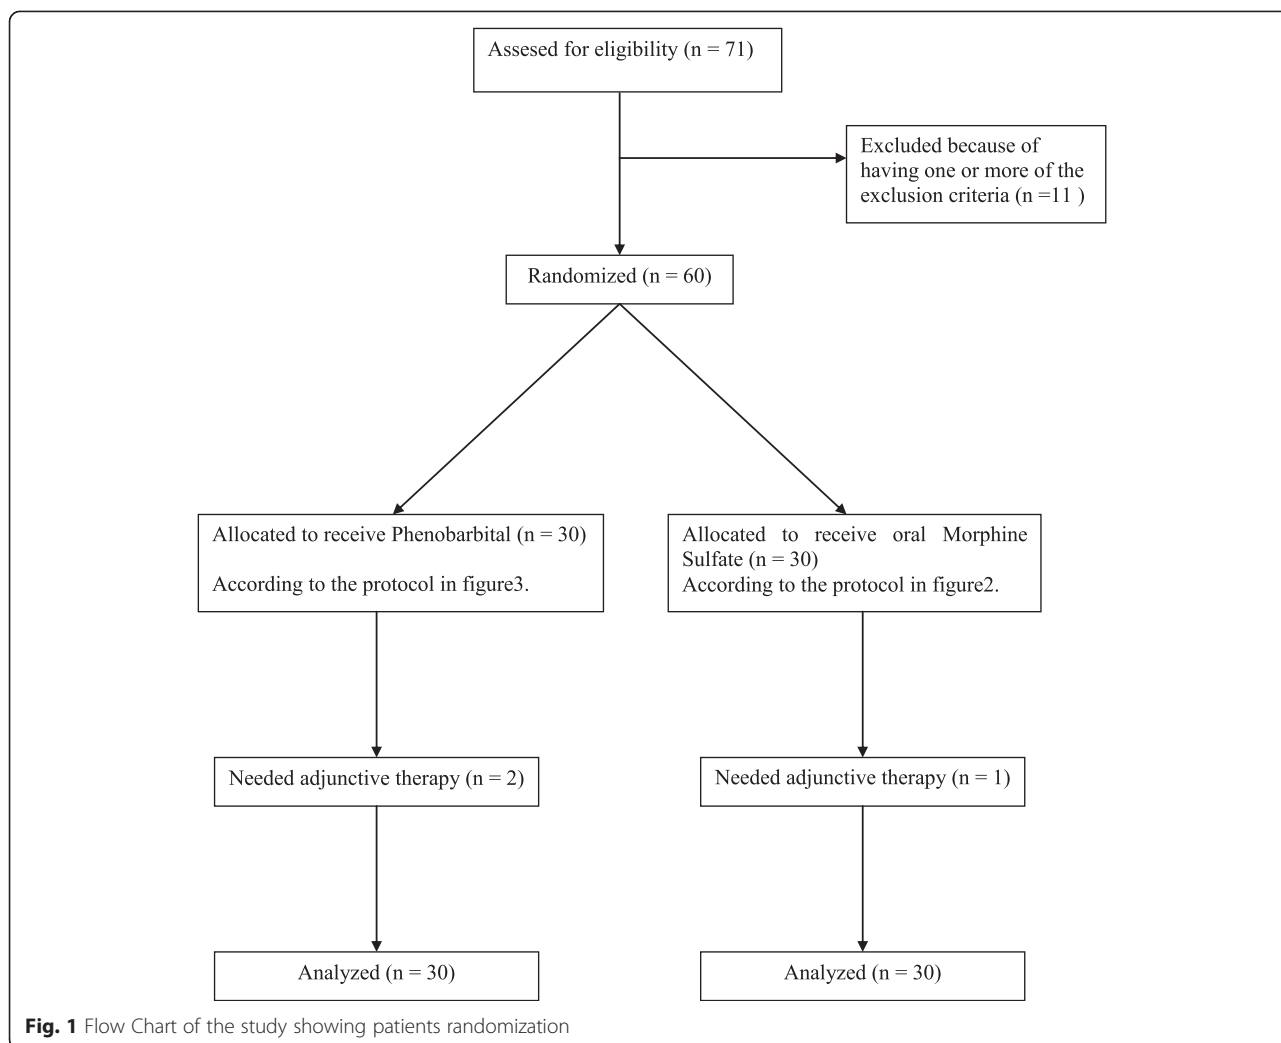 Assesed for eligibility (n = 71)
Excluded because of
having one or more of the
exclusion criteria (n =11 )
Randomized (n = 60)
Allocated to receive Phenobarbital (n = 30)
According to the protocol in figure3.
Allocated to receive oral Morphine
Sulfate (n = 30)
According to the protocol in figure2.
Needed adjunctive therapy (n = 2)
Needed adjunctive therapy (n = 1)
Analyzed (n = 30)
Analyzed (n = 30)
Fig. 1 Flow Chart of the study showing patients randomization